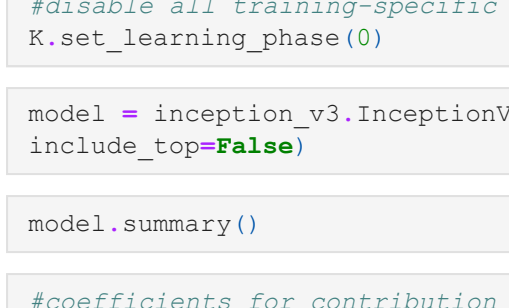 #disable all training-specific
K.set_learning_phase(0)
model = inception_v3.InceptionV
include_top=False)
model.summary()
#coefficients for contribution